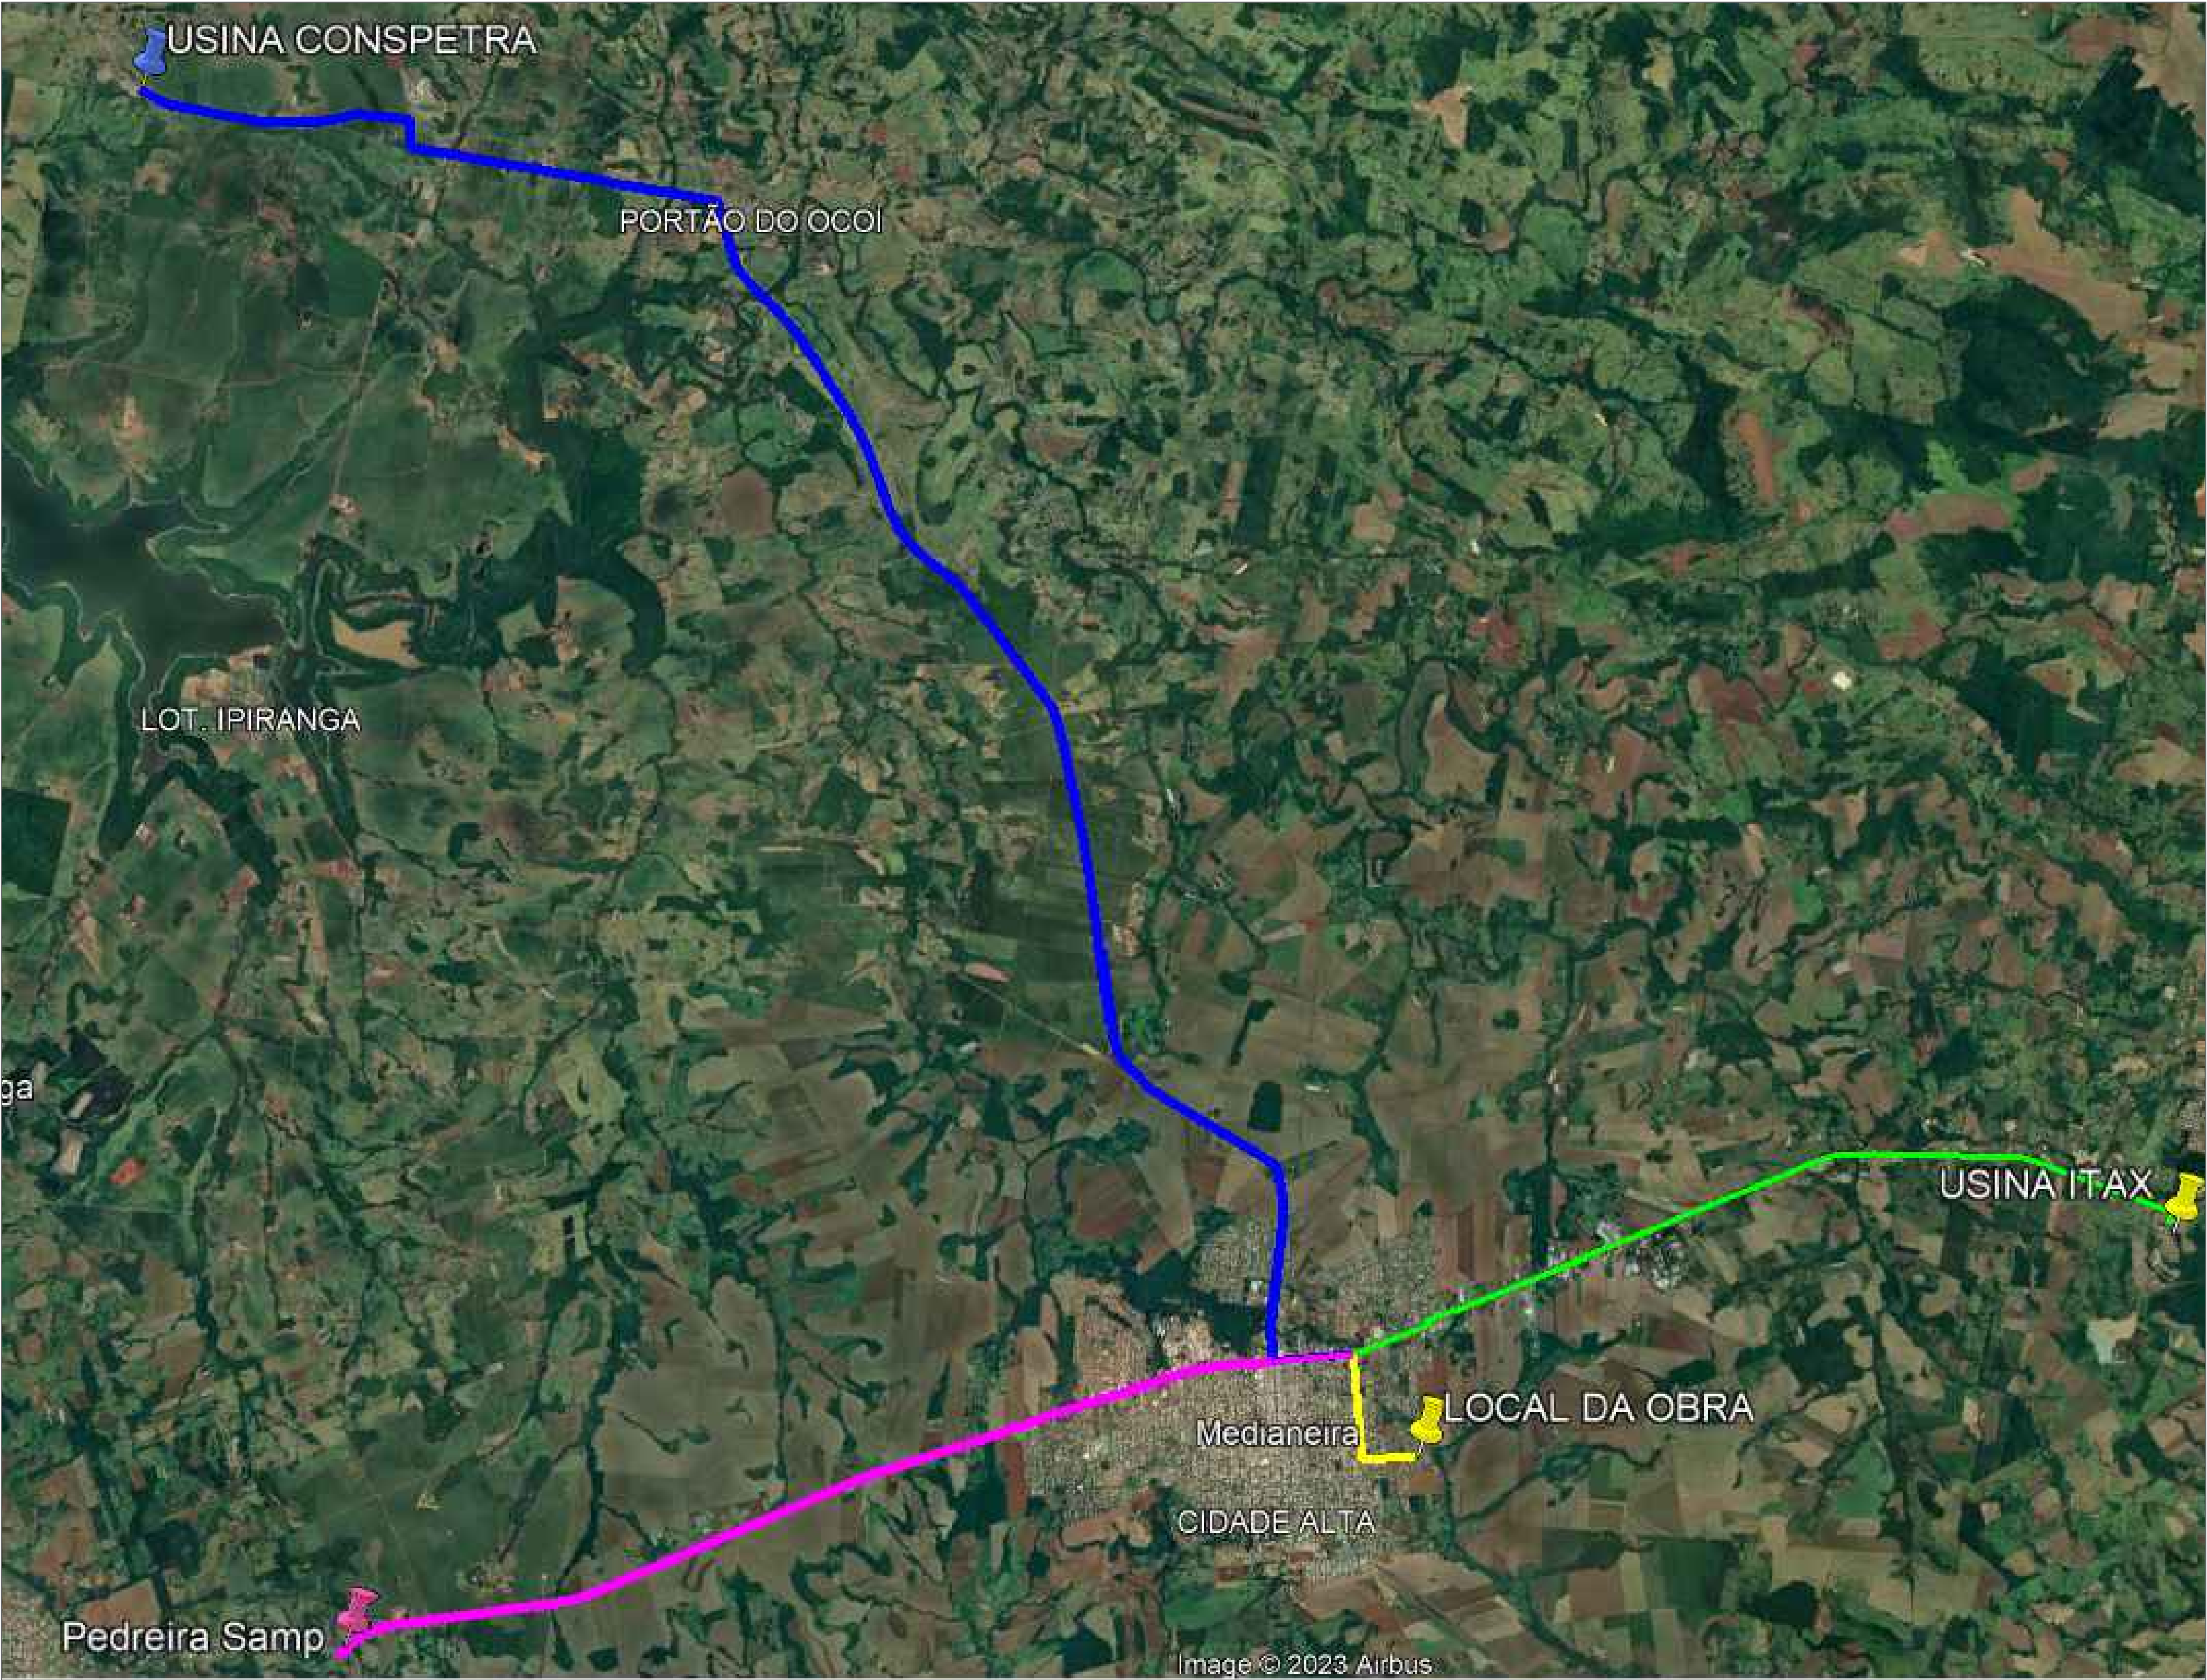 USINA CONSPETRA
PORTÃO DO OCOÍ
LOT. IPIRANGA
ga
USINA ITAX
LOCAL DA OBRA
Medianeira
CIDADE ALTA
Pedreira Samp
Image © 2023 Airbus